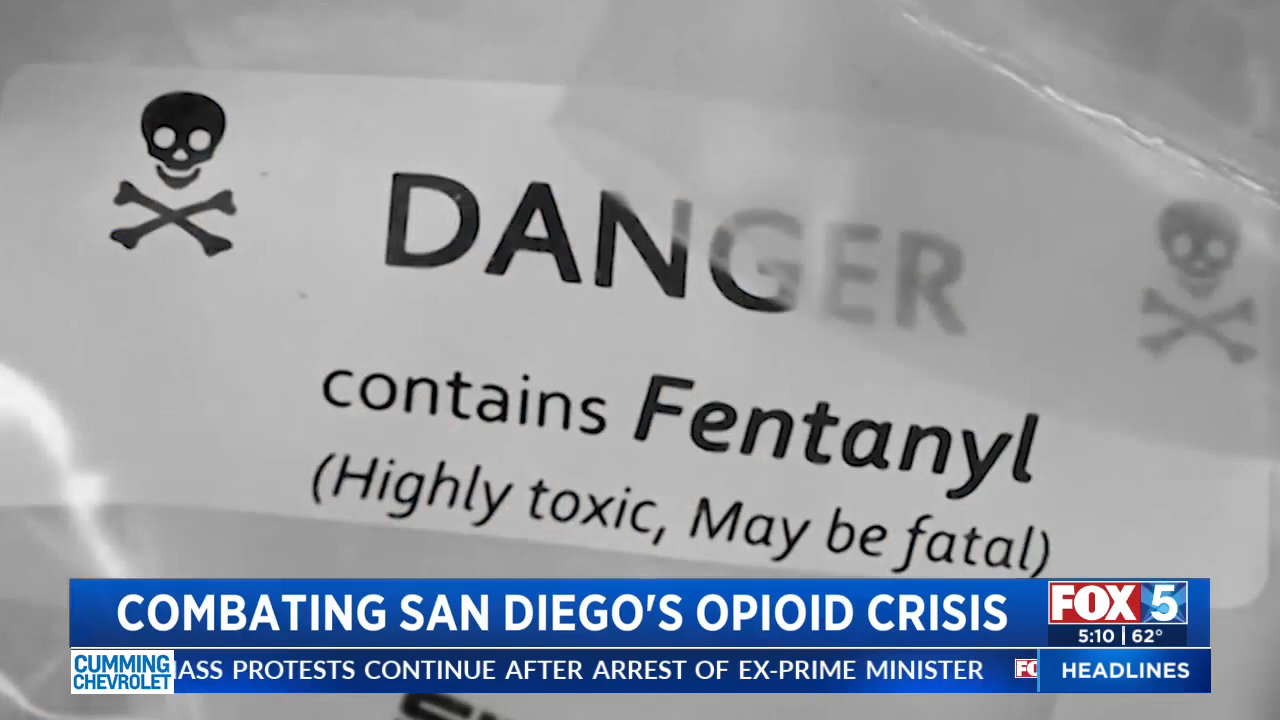 DANGER
contains Fentanyl
(Highly toxic, May be fatal)
COMBATING SAN DIEGO'S OPIOID CRISIS
FOX 5
5:10 | 62°
CUMMING
CHEVROLET
ASS PROTESTS CONTINUE AFTER ARREST OF EX-PRIME MINISTER
HEADLINES